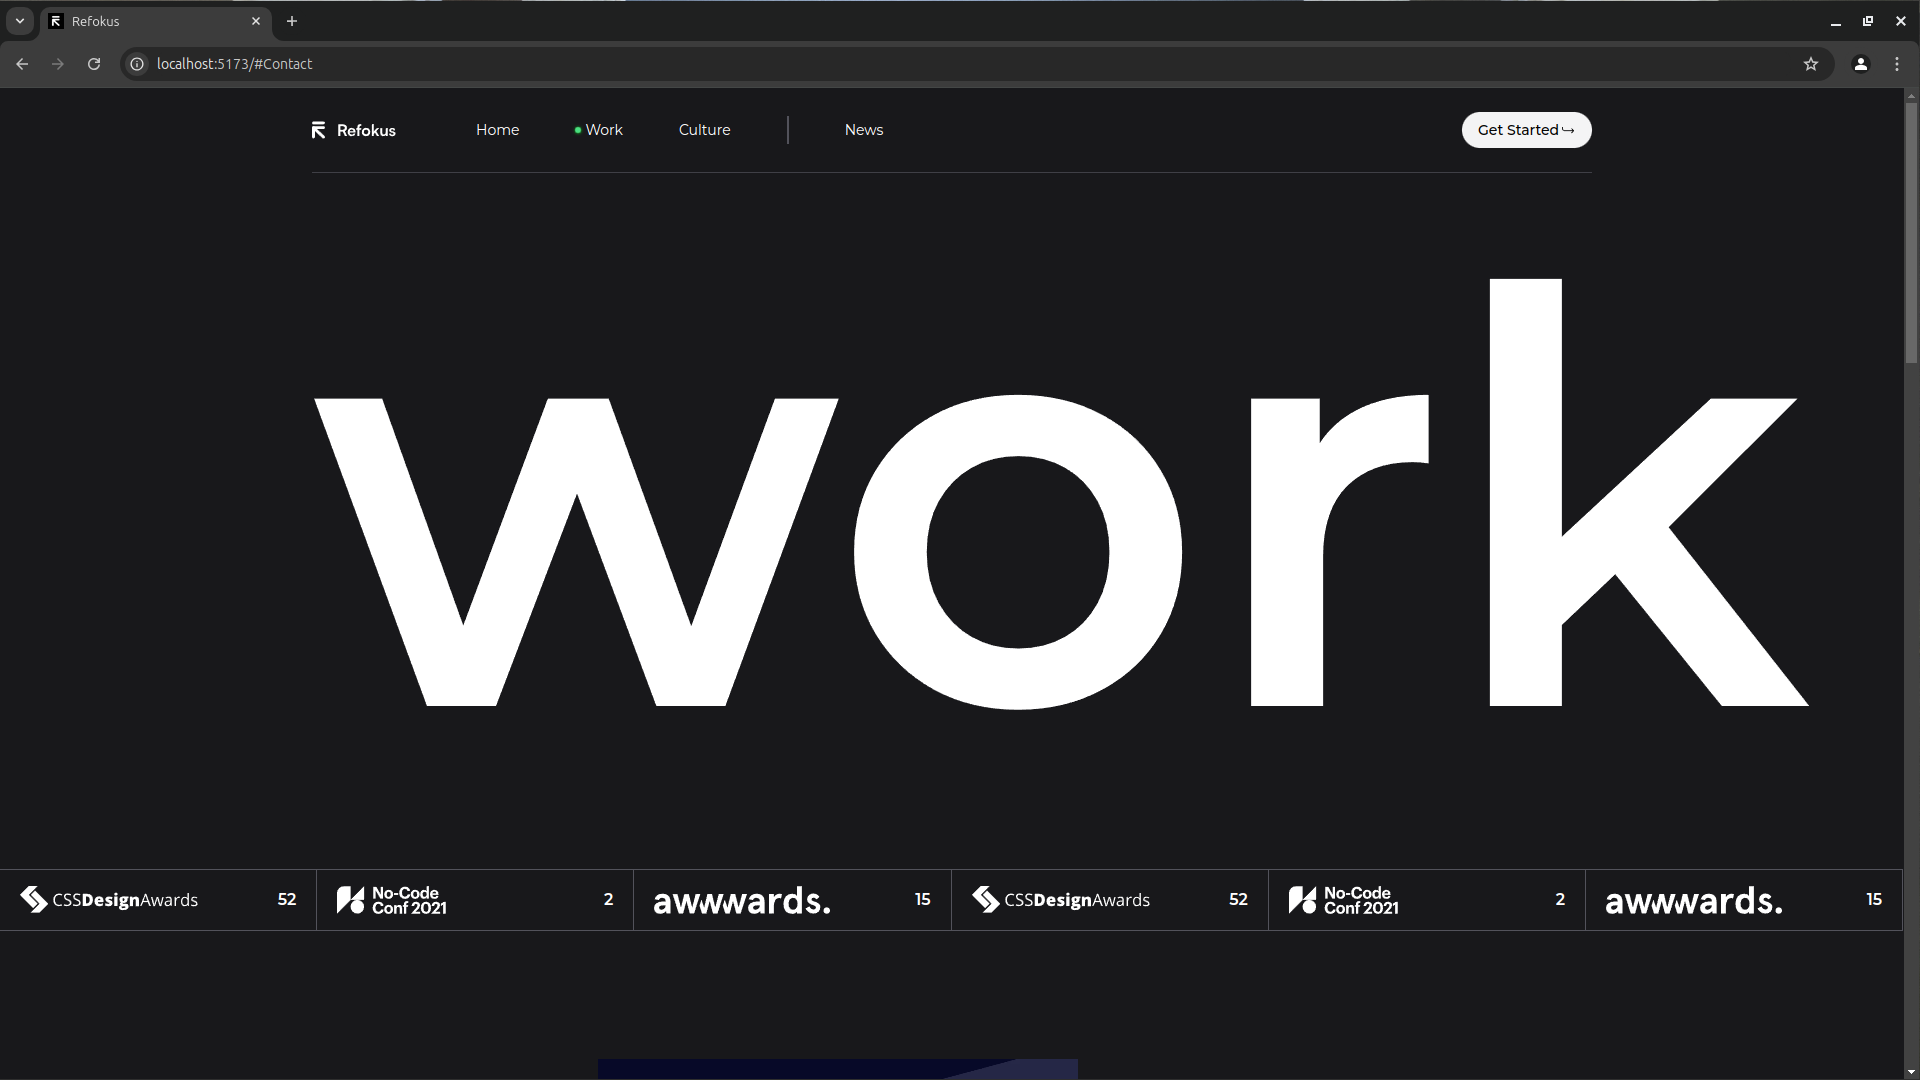 Refokus
localhost:5173/#Contact
Refokus Home Work Culture News Get Started
work
CSSDesignAwards 52 No-Code Conf 2021 2 awwwards. 15 CSSDesignAwards 52 No-Code Conf 2021 2 awwwards. 15